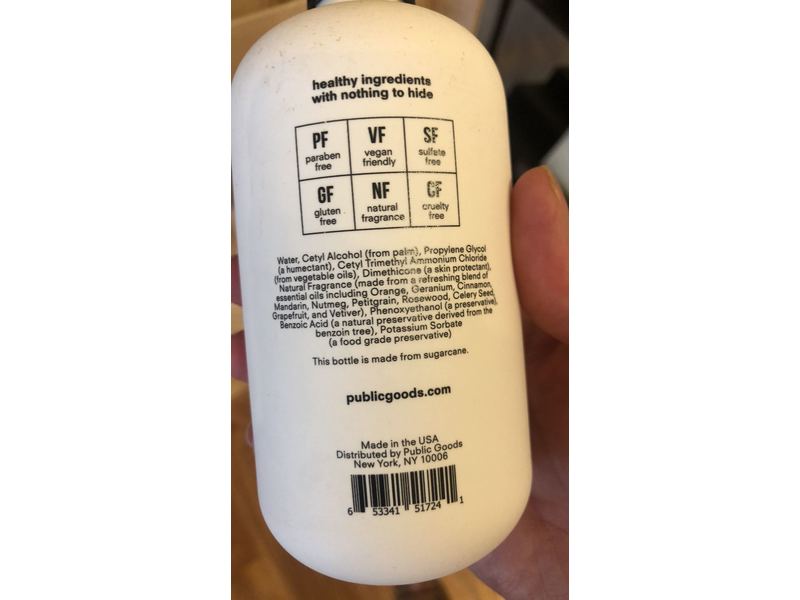 healthy ingredients
with nothing to hide
PF VF SF
paraben free vegan friendly sulfate free
GF NF CF
gluten free natural fragrance cruelty free
Water, Cetyl Alcohol (from palm), Propylene Glycol
(a humectant), Cetyl Trimethyl Ammonium Chloride
(from vegetable oils), Dimethicone (a skin protectant),
Natural Fragrance (made from a refreshing blend of
essential oils including Orange, Geranium, Cinnamon,
Mandarin, Nutmeg, Petitgrain, Rosewood, Celery Seed,
Grapefruit, and Vetiver), Phenoxyethanol (a preservative),
Benzoic Acid (a natural preservative derived from the
benzoin tree), Potassium Sorbate
(a food grade preservative)
This bottle is made from sugarcane.
publicgoods.com
Made in the USA
Distributed by Public Goods
New York, NY 10006
6 53341 51724 1